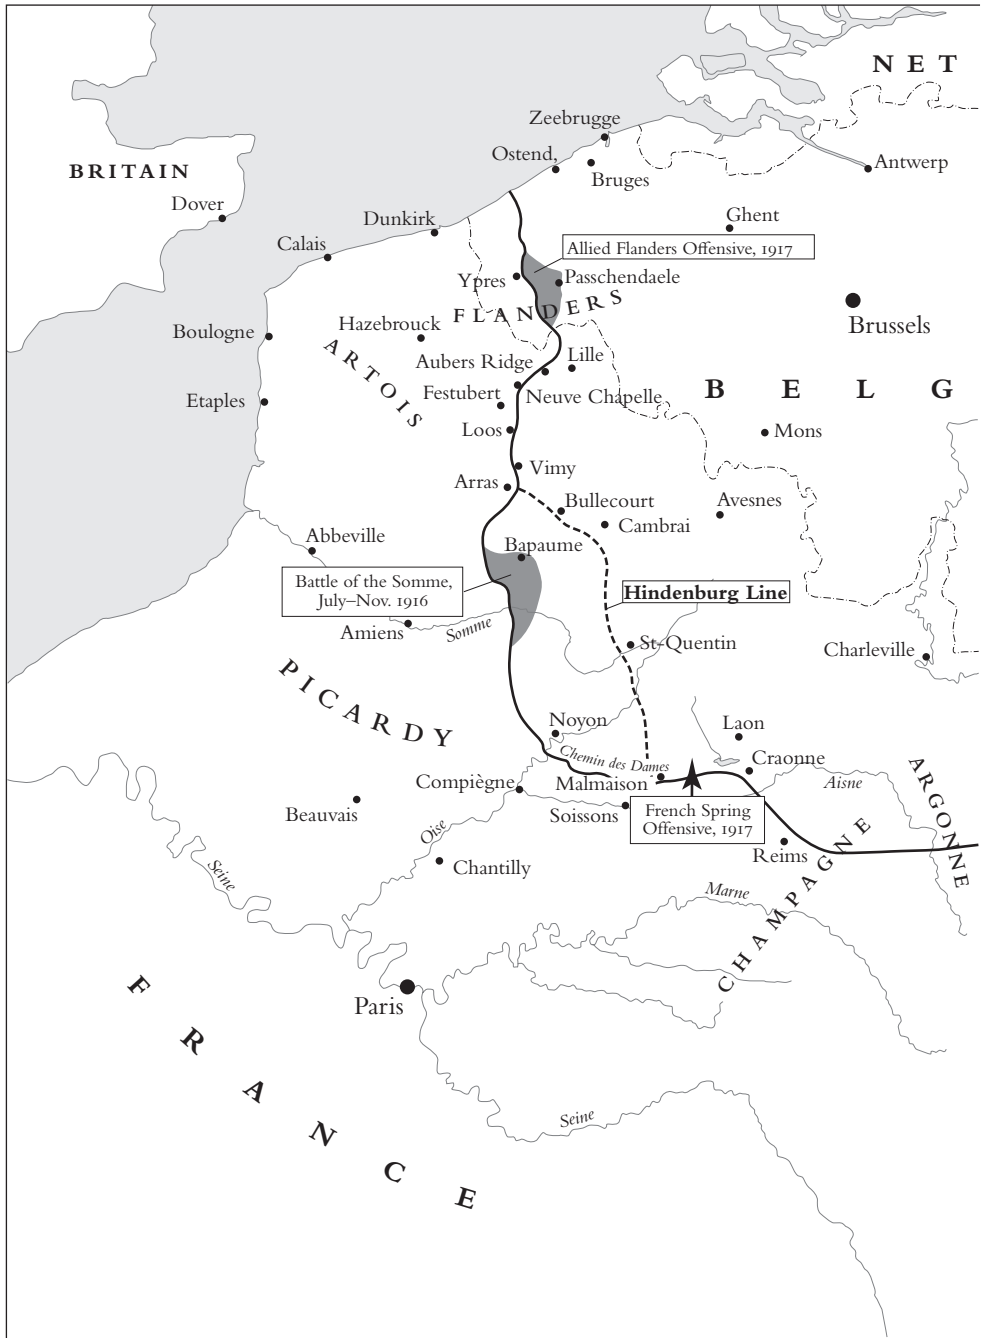 NET
Zeebrugge
Ostend,
Bruges
Antwerp
BRITAIN
Dover
Dunkirk
Ghent
Calais
Allied Flanders Offensive, 1917
Ypres
Passchendaele
FLANDERS
Brussels
Boulogne
Hazebrouck
ARTOIS
Aubers Ridge
Lille
Etaples
Festubert
Neuve Chapelle
BELG
Loos
Mons
Vimy
Arras
Bullecourt
Avesnes
Cambrai
Abbeville
Bapaume
Battle of the Somme,
July–Nov. 1916
Hindenburg Line
Amiens
Somme
St-Quentin
Charleville
PICARDY
Noyon
Laon
Chemin des Dames
Craonne
Compiègne
Malmaison
Aisne
ARGONNE
Beauvais
Soissons
French Spring
Offensive, 1917
Oise
Reims
Seine
Chantilly
Marne
CHAMPAGNE
Paris
FRANCE
Seine